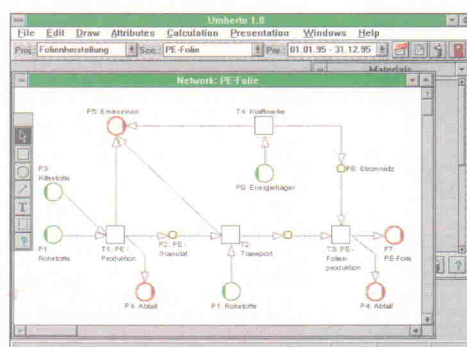 Umberto 1.6
File Edit Draw Attributes Calculation Presentation Windows Help
Proj.: Folienherstellung Sce.: PE-Folie Per.: 01.01.95 - 31.12.95
Materials
Network: PE-Folie
P5: Emissionen
T4: Kraftwerke
P3: Hilfsstoffe
P8: Stromnetz
P9: Energieträger
P1: Rohstoffe
T1: PE-
Produktion
P2: PE-
Granulat
T2:
Transport
T3: PE-
Folien-
produktion
P7:
PE-Folie
P4: Abfall
P1: Rohstoffe
P4: Abfall